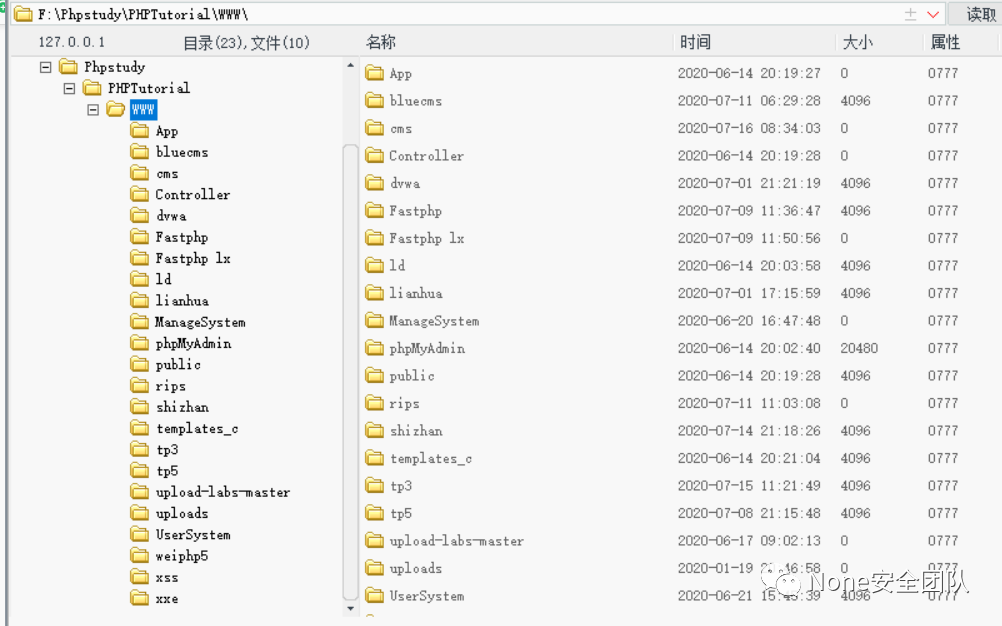 F:\Phpstudy\PHPTutorial\WWW\ 读取
127.0.0.1 目录(23),文件(10) 名称 时间 大小 属性
Phpstudy
PHPTutorial
WWW
App
bluecms
cms
Controller
dvwa
Fastphp
Fastphp lx
ld
lianhua
ManageSystem
phpMyAdmin
public
rips
shizhan
templates_c
tp3
tp5
upload-labs-master
uploads
UserSystem
weiphp5
xss
xxe
App 2020-06-14 20:19:27 0 0777
bluecms 2020-07-11 06:29:28 4096 0777
cms 2020-07-16 08:34:03 0 0777
Controller 2020-06-14 20:19:28 0 0777
dvwa 2020-07-01 21:21:19 4096 0777
Fastphp 2020-07-09 11:36:47 4096 0777
Fastphp lx 2020-07-09 11:50:56 0 0777
ld 2020-06-14 20:03:58 4096 0777
lianhua 2020-07-01 17:15:59 4096 0777
ManageSystem 2020-06-20 16:47:48 0 0777
phpMyAdmin 2020-06-14 20:02:40 20480 0777
public 2020-06-14 20:19:28 4096 0777
rips 2020-07-11 11:03:08 0 0777
shizhan 2020-07-14 21:18:26 4096 0777
templates_c 2020-06-14 20:21:04 4096 0777
tp3 2020-07-15 11:21:49 4096 0777
tp5 2020-07-08 21:15:48 4096 0777
upload-labs-master 2020-06-17 09:02:13 0 0777
uploads 2020-01-19 :46:58 0 0777
UserSystem 2020-06-21 15:43:39 4096 0777
None安全团队